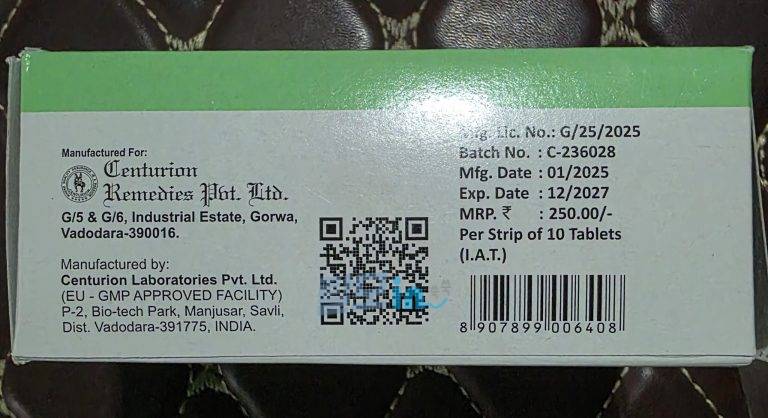 Manufactured For:
Centurion
Remedies Pvt. Ltd.
G/5 & G/6, Industrial Estate, Gorwa,
Vadodara-390016.
Manufactured by:
Centurion Laboratories Pvt. Ltd.
(EU - GMP APPROVED FACILITY)
P-2, Bio-tech Park, Manjusar, Savli,
Dist. Vadodara-391775, INDIA.
Mfg. Lic. No.: G/25/2025
Batch No. : C-236028
Mfg. Date : 01/2025
Exp. Date : 12/2027
MRP. ₹ : 250.00/-
Per Strip of 10 Tablets
(I.A.T.)
8 907899 006408